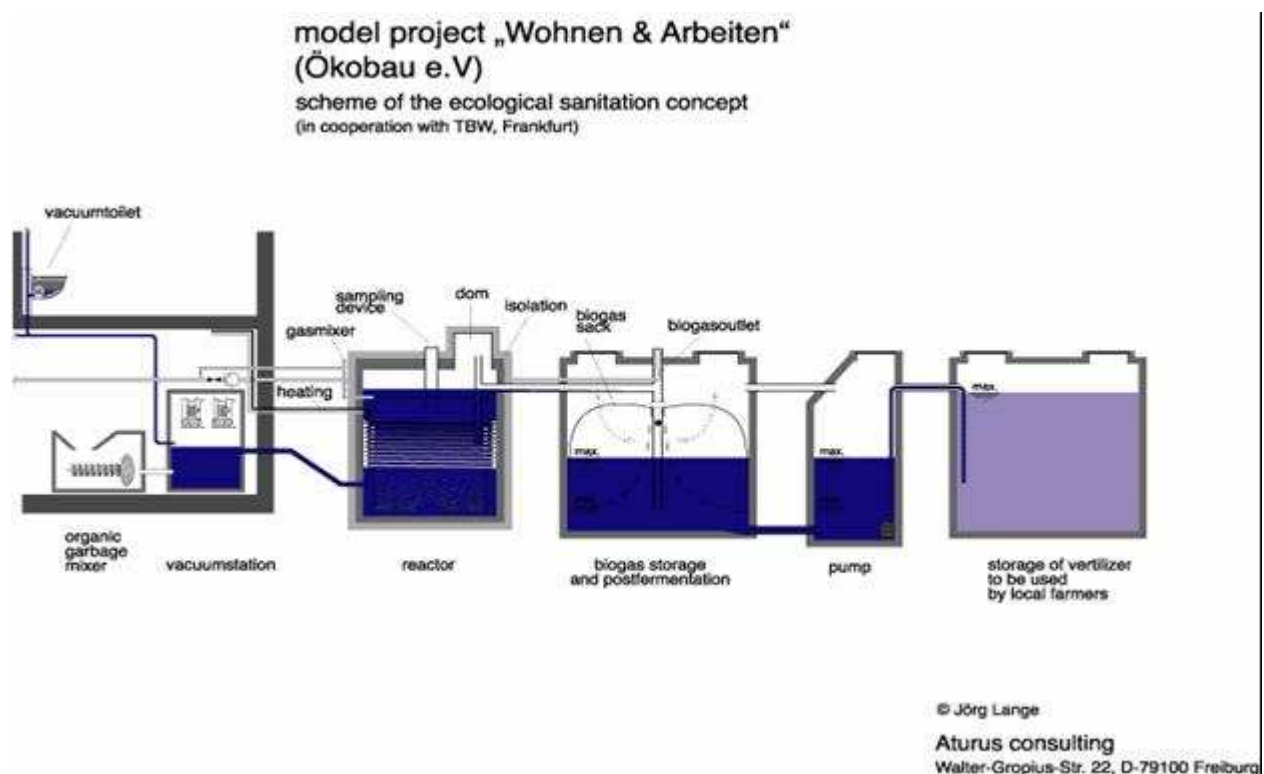 model project „Wohnen & Arbeiten“
(Ökobau e.V)
scheme of the ecological sanitation concept
(in cooperation with TBW, Frankfurt)
vacuumtoilet
sampling
device
dom
isolation
biogas
sack
biogasoutlet
gasmixer
heating
max.
max.
max.
organic
garbage
mixer
vacuumstation
reactor
biogas storage
and postfermentation
pump
storage of vertilizer
to be used
by local farmers
© Jörg Lange
Aturus consulting
Walter-Gropius-Str. 22, D-79100 Freiburg